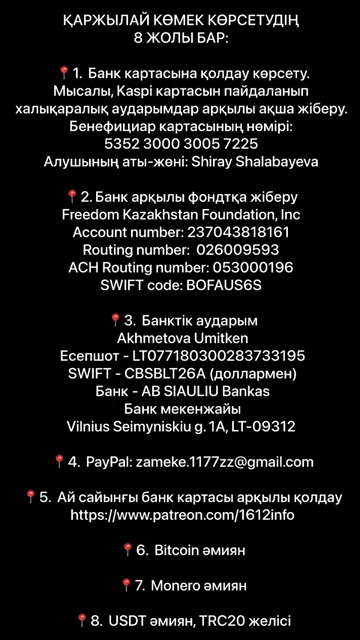 ҚАРЖЫЛАЙ КӨМЕК КӨРСЕТУДІҢ
8 ЖОЛЫ БАР:
📍1. Банк картасына қолдау көрсету.
Мысалы, Kaspi картасын пайдаланып
халықаралық аударымдар арқылы ақша жіберу.
Бенефициар картасының нөмірі:
5352 3000 3005 7225
Алушының аты-жөні: Shiray Shalabayeva
📍2. Банк арқылы фондтқа жіберу
Freedom Kazakhstan Foundation, Inc
Account number: 237043818161
Routing number: 026009593
ACH Routing number: 053000196
SWIFT code: BOFAUS6S
📍3. Банктік аударым
Akhmetova Umitken
Есепшот - LT077180300283733195
SWIFT - CBSBLT26A (доллармен)
Банк - AB SIAULIU Bankas
Банк мекенжайы
Vilnius Seimyniskiu g. 1A, LT-09312
📍4. PayPal: zameke.1177zz@gmail.com
📍5. Ай сайынғы банк картасы арқылы қолдау
https://www.patreon.com/1612info
📍6. Bitcoin әмиян
📍7. Monero әмиян
📍8. USDT әмиян, TRC20 желісі